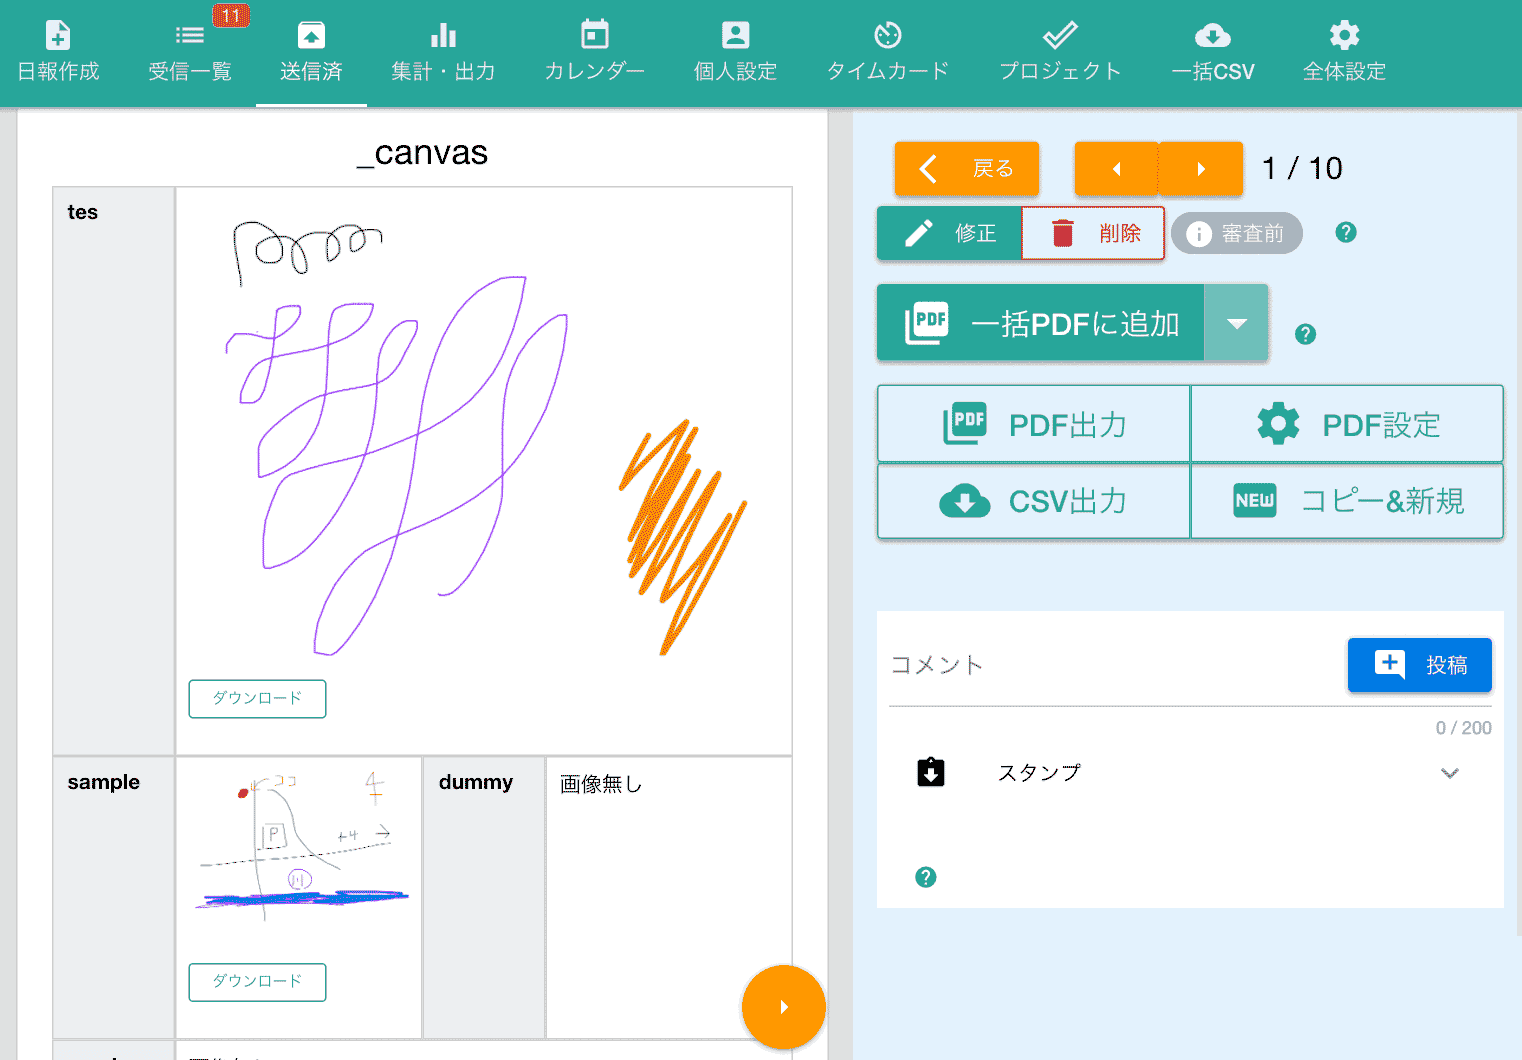 11
日報作成
受信一覧
送信済
集計・出力
カレンダー
個人設定
タイムカード
プロジェクト
一括CSV
全体設定
_canvas
tes
ダウンロード
sample
ココ
4
P
+4
川
ダウンロード
dummy
画像無し
戻る
1 / 10
修正
削除
審査前
一括PDFに追加
PDF
PDF出力
PDF
PDF設定
CSV出力
NEW
コピー&新規
コメント
投稿
0 / 200
スタンプ